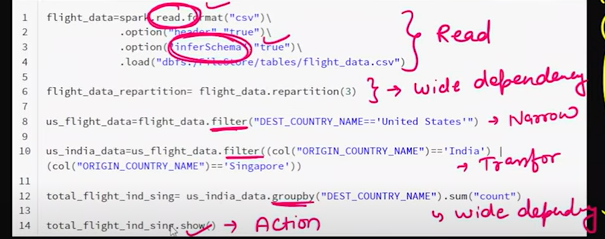 1 flight_data=spark.read.format("csv")\
2 .option("header","true")\
3 .option("inferSchema","true")\
4 .load("dbfs:/FileStore/tables/flight_data.csv")
Read
5
6 flight_data_repartition= flight_data.repartition(3)
→ wide dependency
7
8 us_flight_data=flight_data.filter("DEST_COUNTRY_NAME=='United States'")
→ Narrow
9
10 us_india_data=us_flight_data.filter((col("ORIGIN_COUNTRY_NAME")=='India') |
(col("ORIGIN_COUNTRY_NAME")=='Singapore'))
→ Transfor
11
12 total_flight_ind_sing= us_india_data.groupby("DEST_COUNTRY_NAME").sum("count")
wide dependency
13
14 total_flight_ind_sing.show()
→ Action